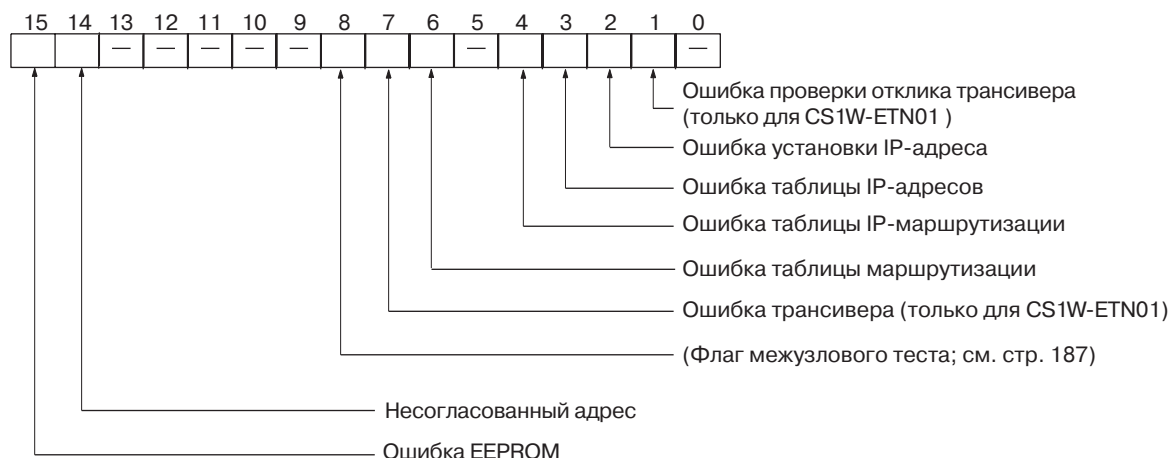 15 14 13 12 11 10 9 8 7 6 5 4 3 2 1 0
— — — — — — —
Ошибка проверки отклика трансивера
(только для CS1W-ETN01 )
Ошибка установки IP-адреса
Ошибка таблицы IP-адресов
Ошибка таблицы IP-маршрутизации
Ошибка таблицы маршрутизации
Ошибка трансивера (только для CS1W-ETN01)
(Флаг межузлового теста; см. стр. 187)
Несогласованный адрес
Ошибка EEPROM